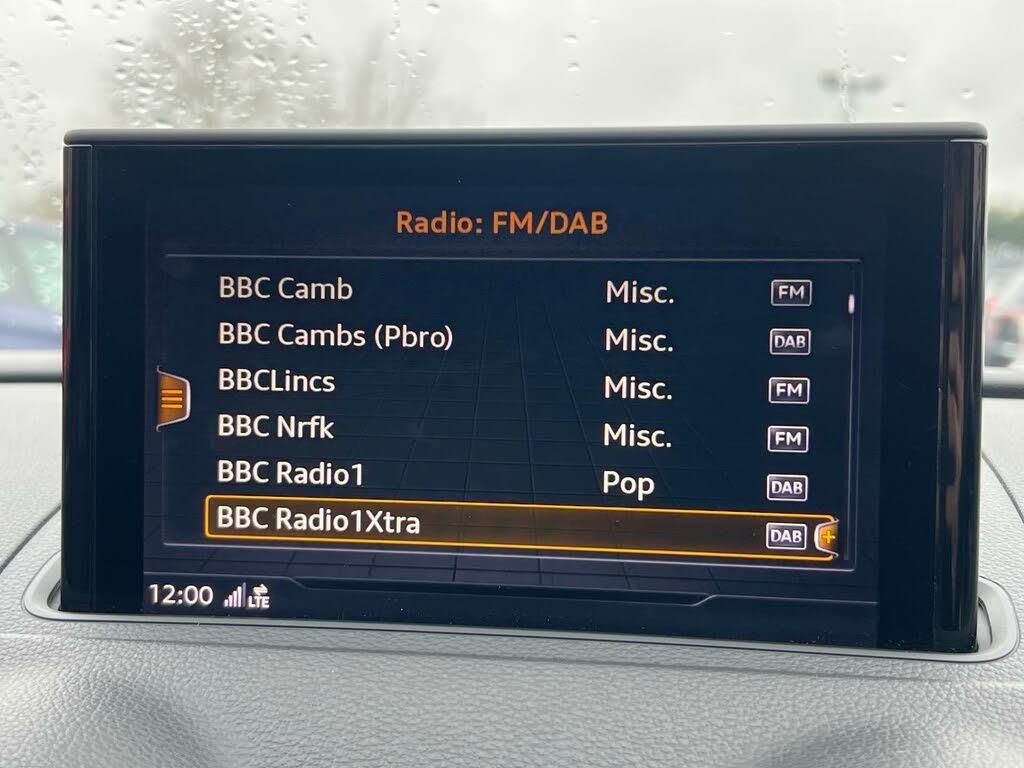 Radio: FM/DAB
BBC Camb Misc. FM
BBC Cambs (Pbro) Misc. DAB
BBCLincs Misc. FM
BBC Nrfk Misc. FM
BBC Radio1 Pop DAB
BBC Radio1Xtra DAB +
12:00 LTE